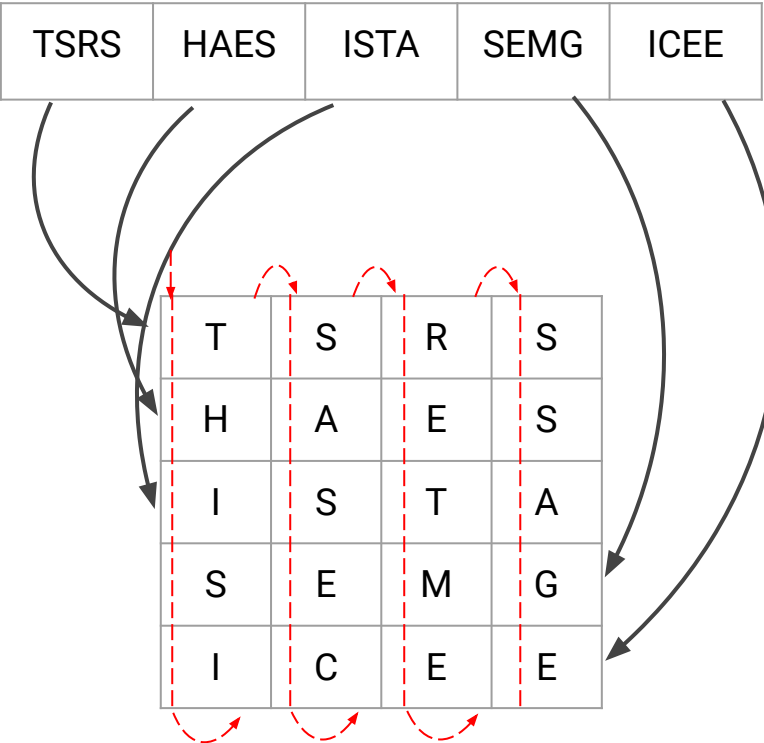 TSRS HAES ISTA SEMG ICEE
T S R S
H A E S
I S T A
S E M G
I C E E